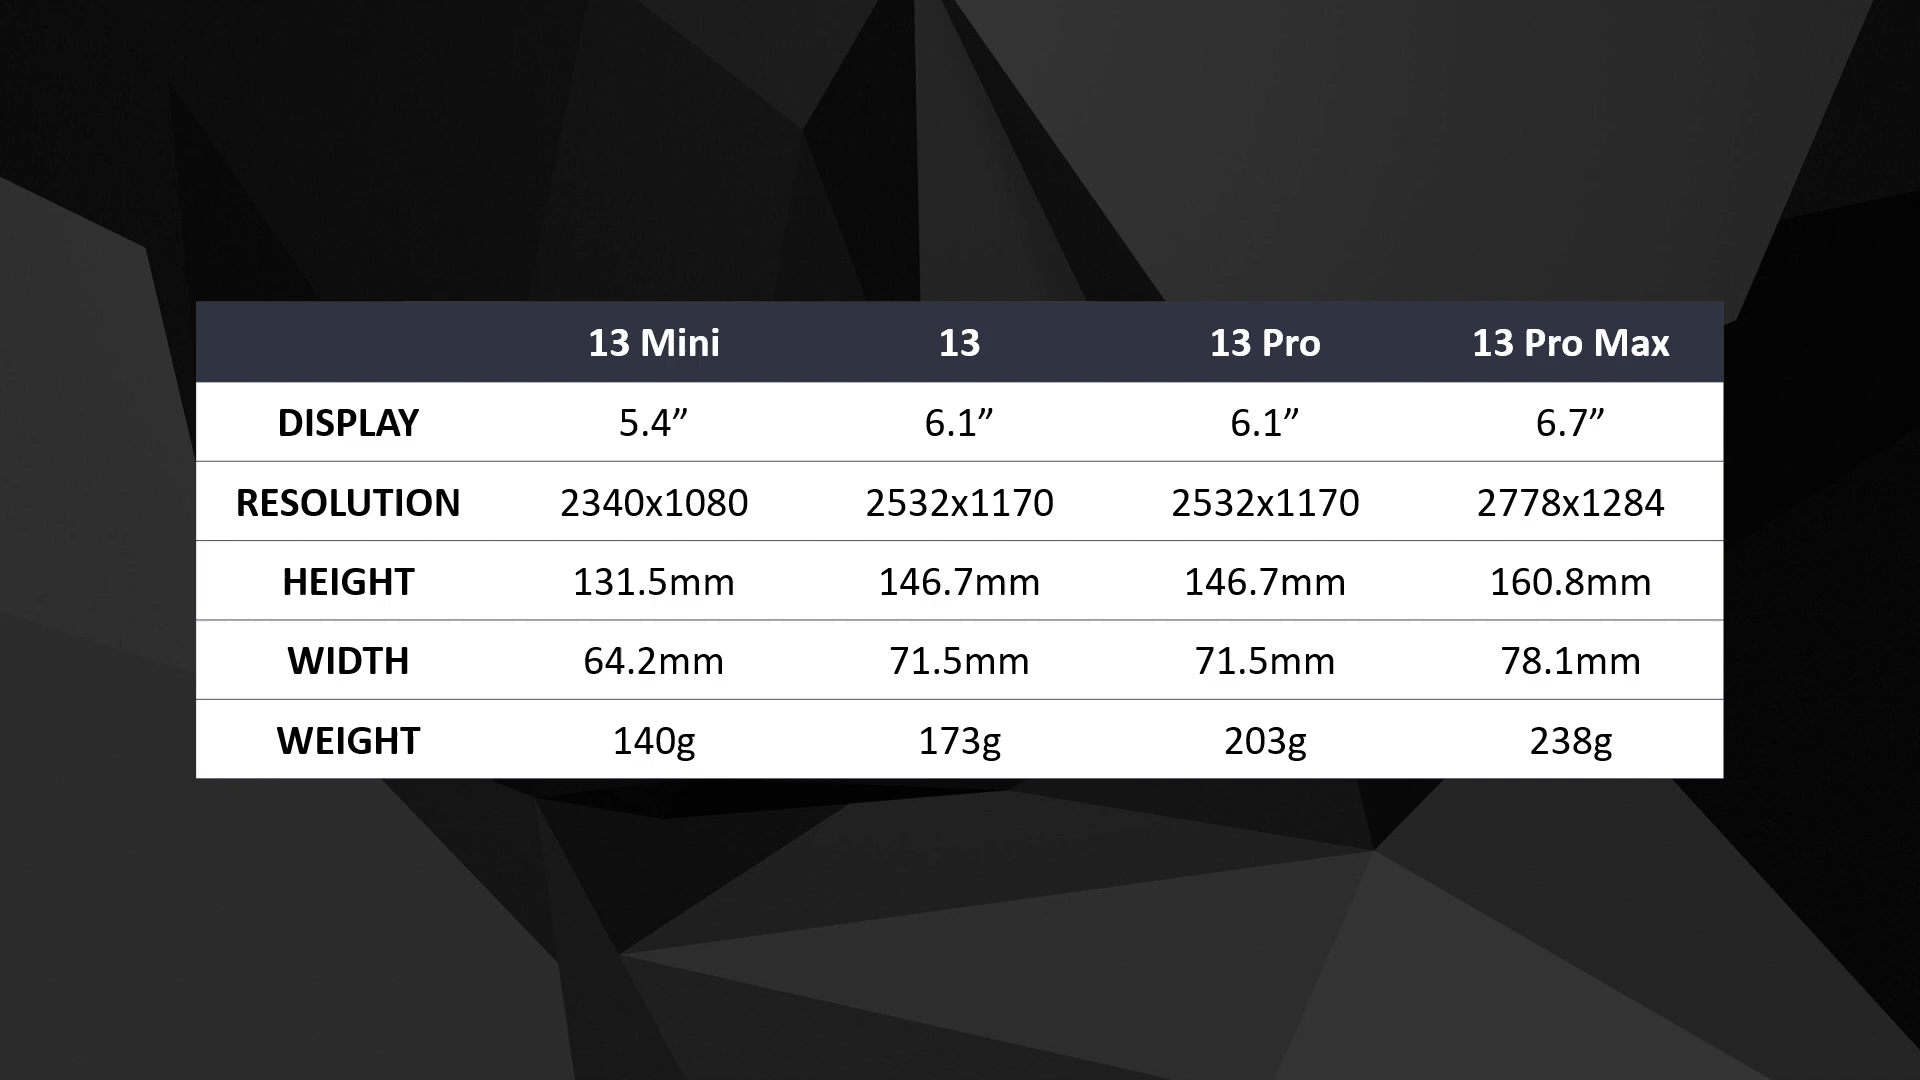 13 Mini 13 13 Pro 13 Pro Max
DISPLAY 5.4” 6.1” 6.1” 6.7”
RESOLUTION 2340x1080 2532x1170 2532x1170 2778x1284
HEIGHT 131.5mm 146.7mm 146.7mm 160.8mm
WIDTH 64.2mm 71.5mm 71.5mm 78.1mm
WEIGHT 140g 173g 203g 238g